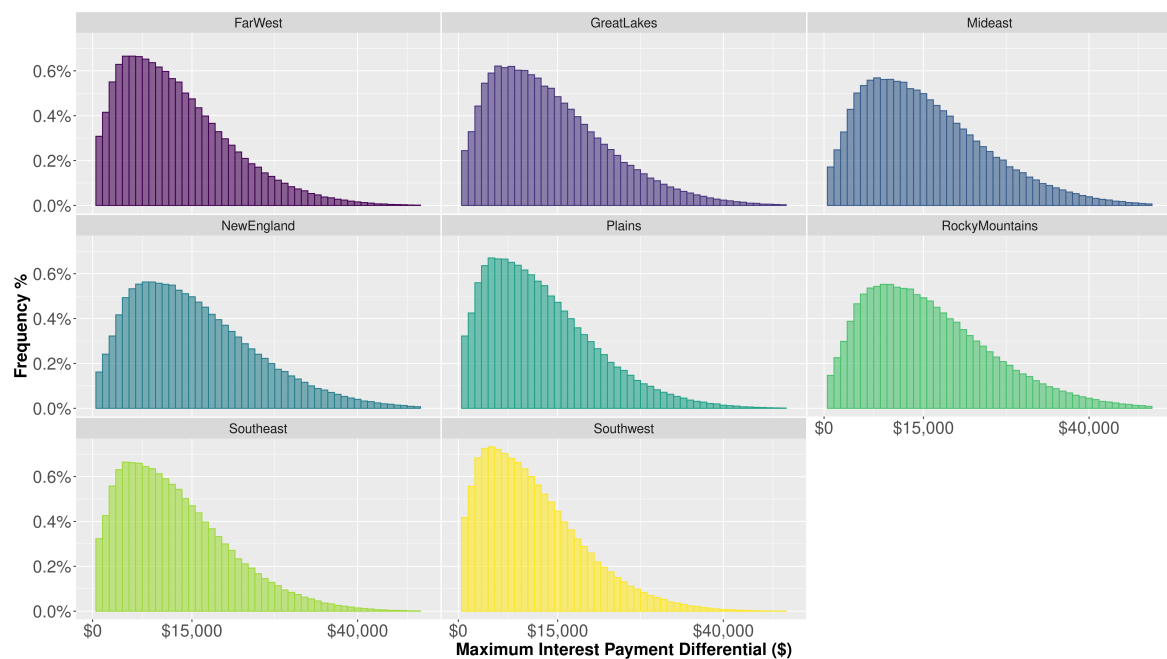 FarWest GreatLakes Mideast
0.6%
0.4%
0.2%
0.0%
NewEngland Plains RockyMountains
0.6%
0.4%
0.2%
0.0%
$0 $15,000 $40,000
Southeast Southwest
0.6%
0.4%
0.2%
0.0%
$0 $15,000 $40,000 $0 $15,000 $40,000
Maximum Interest Payment Differential ($)
Frequency %